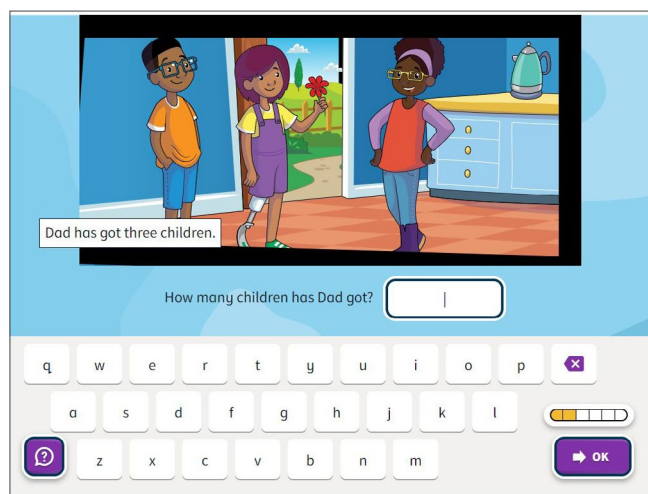 Dad has got three children.
How many children has Dad got?
q w e r t y u i o p
a s d f g h j k l
z x c v b n m
OK